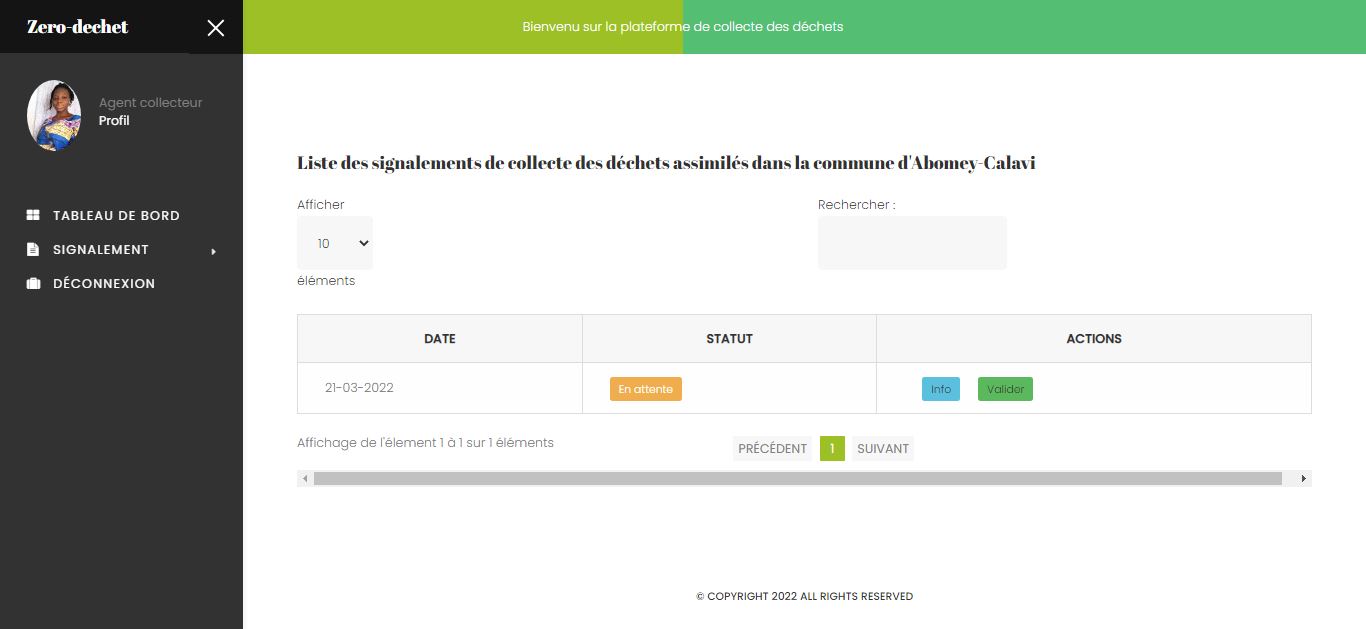 Zero-dechet
Bienvenu sur la plateforme de collecte des déchets
Agent collecteur
Profil
TABLEAU DE BORD
SIGNALEMENT
DÉCONNEXION
Liste des signalements de collecte des déchets assimilés dans la commune d'Abomey-Calavi
Afficher
10
éléments
Rechercher :
DATE STATUT ACTIONS
21-03-2022 En attente Info Valider
Affichage de l'élement 1 à 1 sur 1 éléments
PRÉCÉDENT 1 SUIVANT
© COPYRIGHT 2022 ALL RIGHTS RESERVED